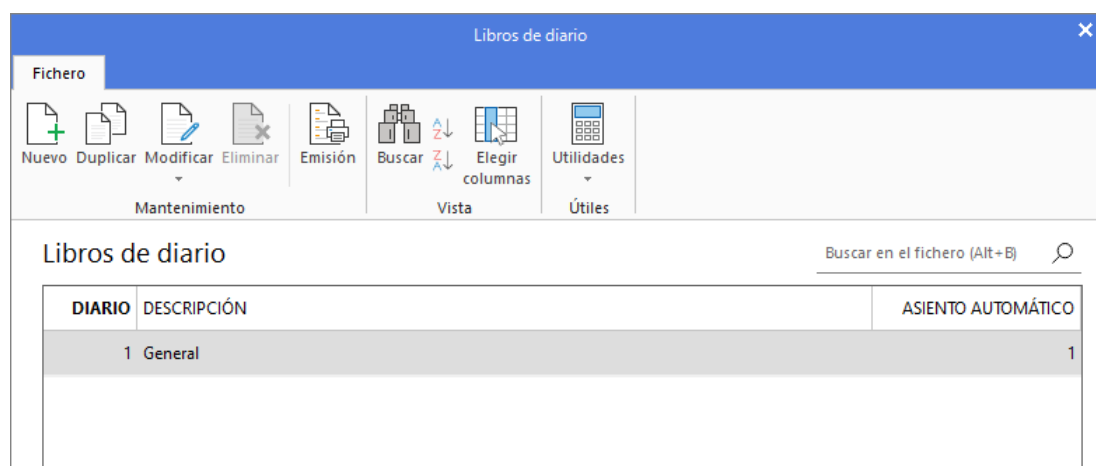 Libros de diario
Fichero
Nuevo Duplicar Modificar Eliminar Emisión Buscar Elegir columnas Utilidades
Mantenimiento Vista Útiles
Libros de diario
Buscar en el fichero (Alt+B)
DIARIO DESCRIPCIÓN ASIENTO AUTOMÁTICO
1 General 1